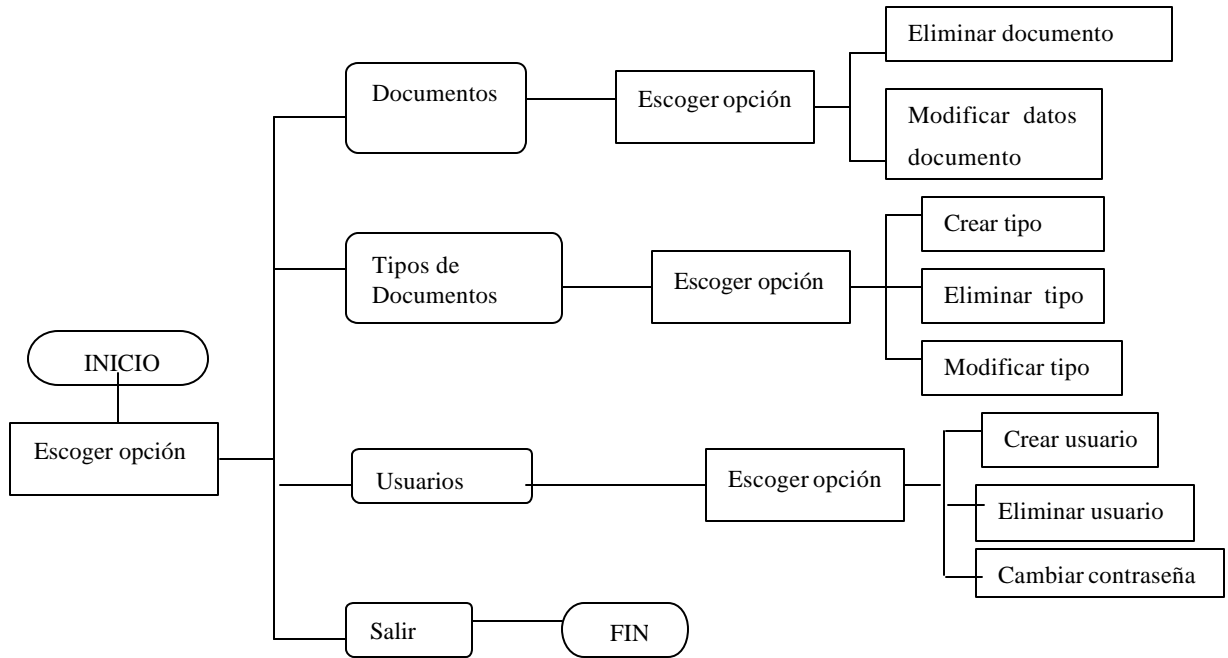 Eliminar documento
Documentos
Escoger opción
Modificar datos
documento
Crear tipo
Tipos de
Documentos
Escoger opción
Eliminar tipo
INICIO
Modificar tipo
Escoger opción
Crear usuario
Usuarios
Escoger opción
Eliminar usuario
Cambiar contraseña
Salir
FIN